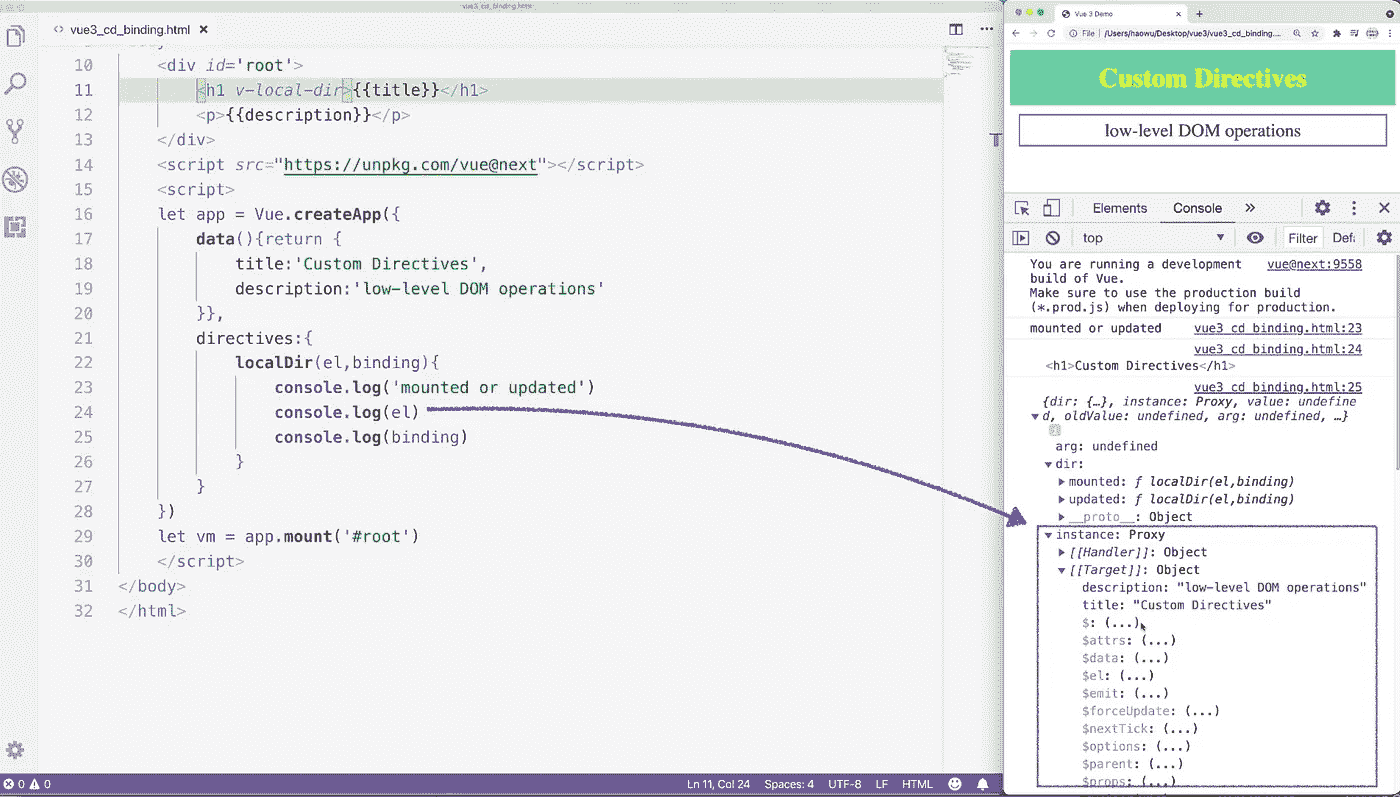 vue3_cd_binding.html
vue3_cd_binding.html
10 <div id='root'>
11 <h1 v-local-dir>{{title}}</h1>
12 <p>{{description}}</p>
13 </div>
14 <script src="https://unpkg.com/vue@next"></script>
15 <script>
16 let app = Vue.createApp({
17 data(){return {
18 title:'Custom Directives',
19 description:'low-level DOM operations'
20 }},
21 directives:{
22 localDir(el,binding){
23 console.log('mounted or updated')
24 console.log(el)
25 console.log(binding)
26 }
27 }
28 })
29 let vm = app.mount('#root')
30 </script>
31 </body>
32 </html>
0 0 Ln 11, Col 24 Spaces: 4 UTF-8 LF HTML
Vue 3 Demo
File /Users/haowu/Desktop/vue3/vue3_cd_binding....
Custom Directives
low-level DOM operations
Elements Console »
top Filter Defa
You are running a development vue@next:9558
build of Vue.
Make sure to use the production build
(*.prod.js) when deploying for production.
mounted or updated vue3_cd_binding.html:23
vue3_cd_binding.html:24
<h1>Custom Directives</h1>
vue3_cd_binding.html:25
{dir: {…}, instance: Proxy, value: undefine
d, oldValue: undefined, arg: undefined, …}
arg: undefined
dir:
mounted: ƒ localDir(el,binding)
updated: ƒ localDir(el,binding)
__proto__: Object
instance: Proxy
[[Handler]]: Object
[[Target]]: Object
description: "low-level DOM operations"
title: "Custom Directives"
$: (...)
$attrs: (...)
$data: (...)
$el: (...)
$emit: (...)
$forceUpdate: (...)
$nextTick: (...)
$options: (...)
$parent: (...)
$props: (...)